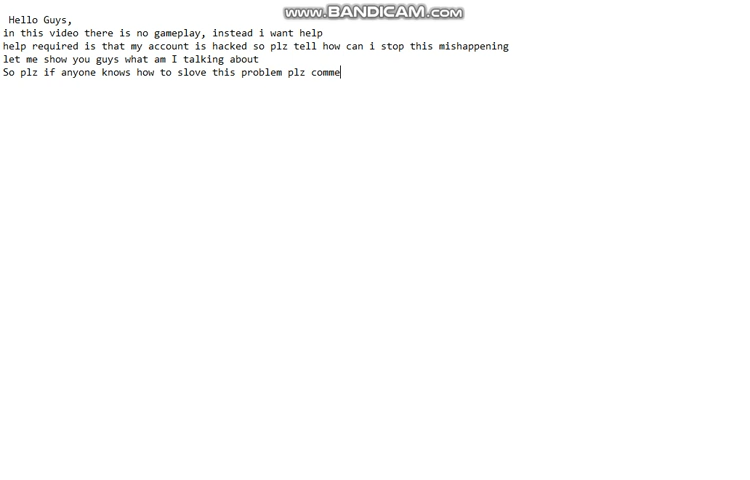 www.BANDICAM.com
Hello Guys,
in this video there is no gameplay, instead i want help
help required is that my account is hacked so plz tell how can i stop this mishappening
let me show you guys what am I talking about
So plz if anyone knows how to slove this problem plz comme